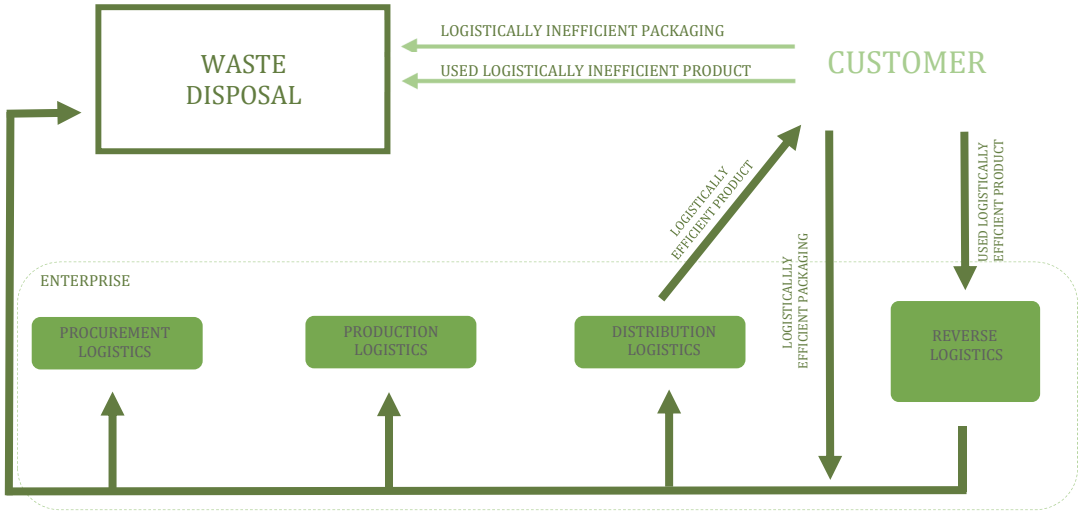 LOGISTICALLY INEFFICIENT PACKAGING
WASTE
DISPOSAL
USED LOGISTICALLY INEFFICIENT PRODUCT
CUSTOMER
LOGISTICALLY
EFFICIENT PRODUCT
USED LOGISTICALLY
EFFICIENT PRODUCT
LOGISTICALLLY
EFFICIENT PACKAGING
ENTERPRISE
PROCUREMENT
LOGISTICS
PRODUCTION
LOGISTICS
DISTRIBUTION
LOGISTICS
REVERSE
LOGISTICS